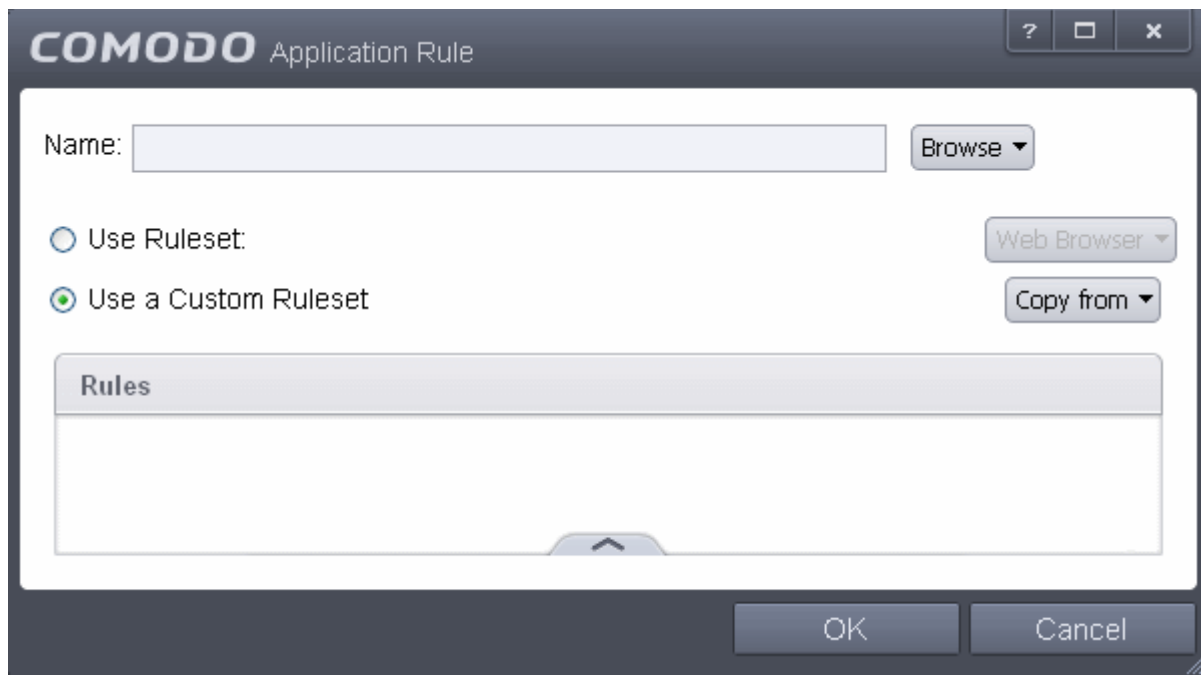 COMODO Application Rule
?
Name:
Browse
Use Ruleset:
Web Browser
Use a Custom Ruleset
Copy from
Rules
OK
Cancel